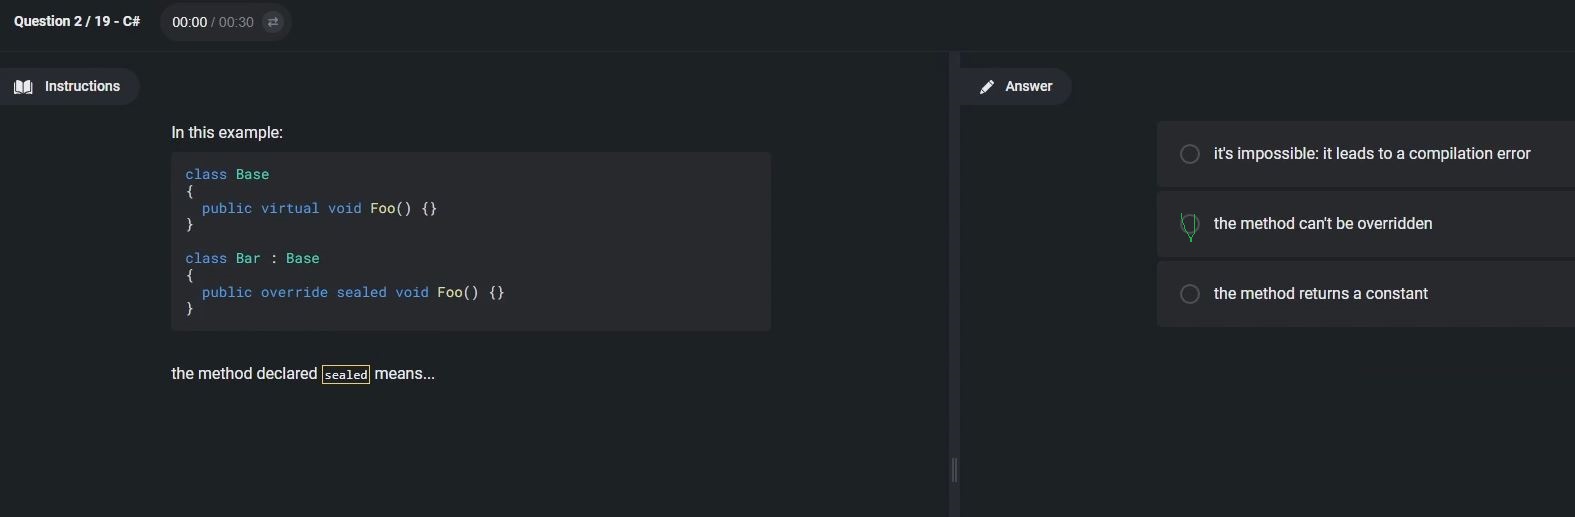 Question 2 / 19 - C#
00:00 / 00:30
Instructions
In this example:
class Base
{
  public virtual void Foo() {}
}
class Bar : Base
{
  public override sealed void Foo() {}
}
the method declared sealed means...
Answer
it's impossible: it leads to a compilation error
the method can't be overridden
the method returns a constant